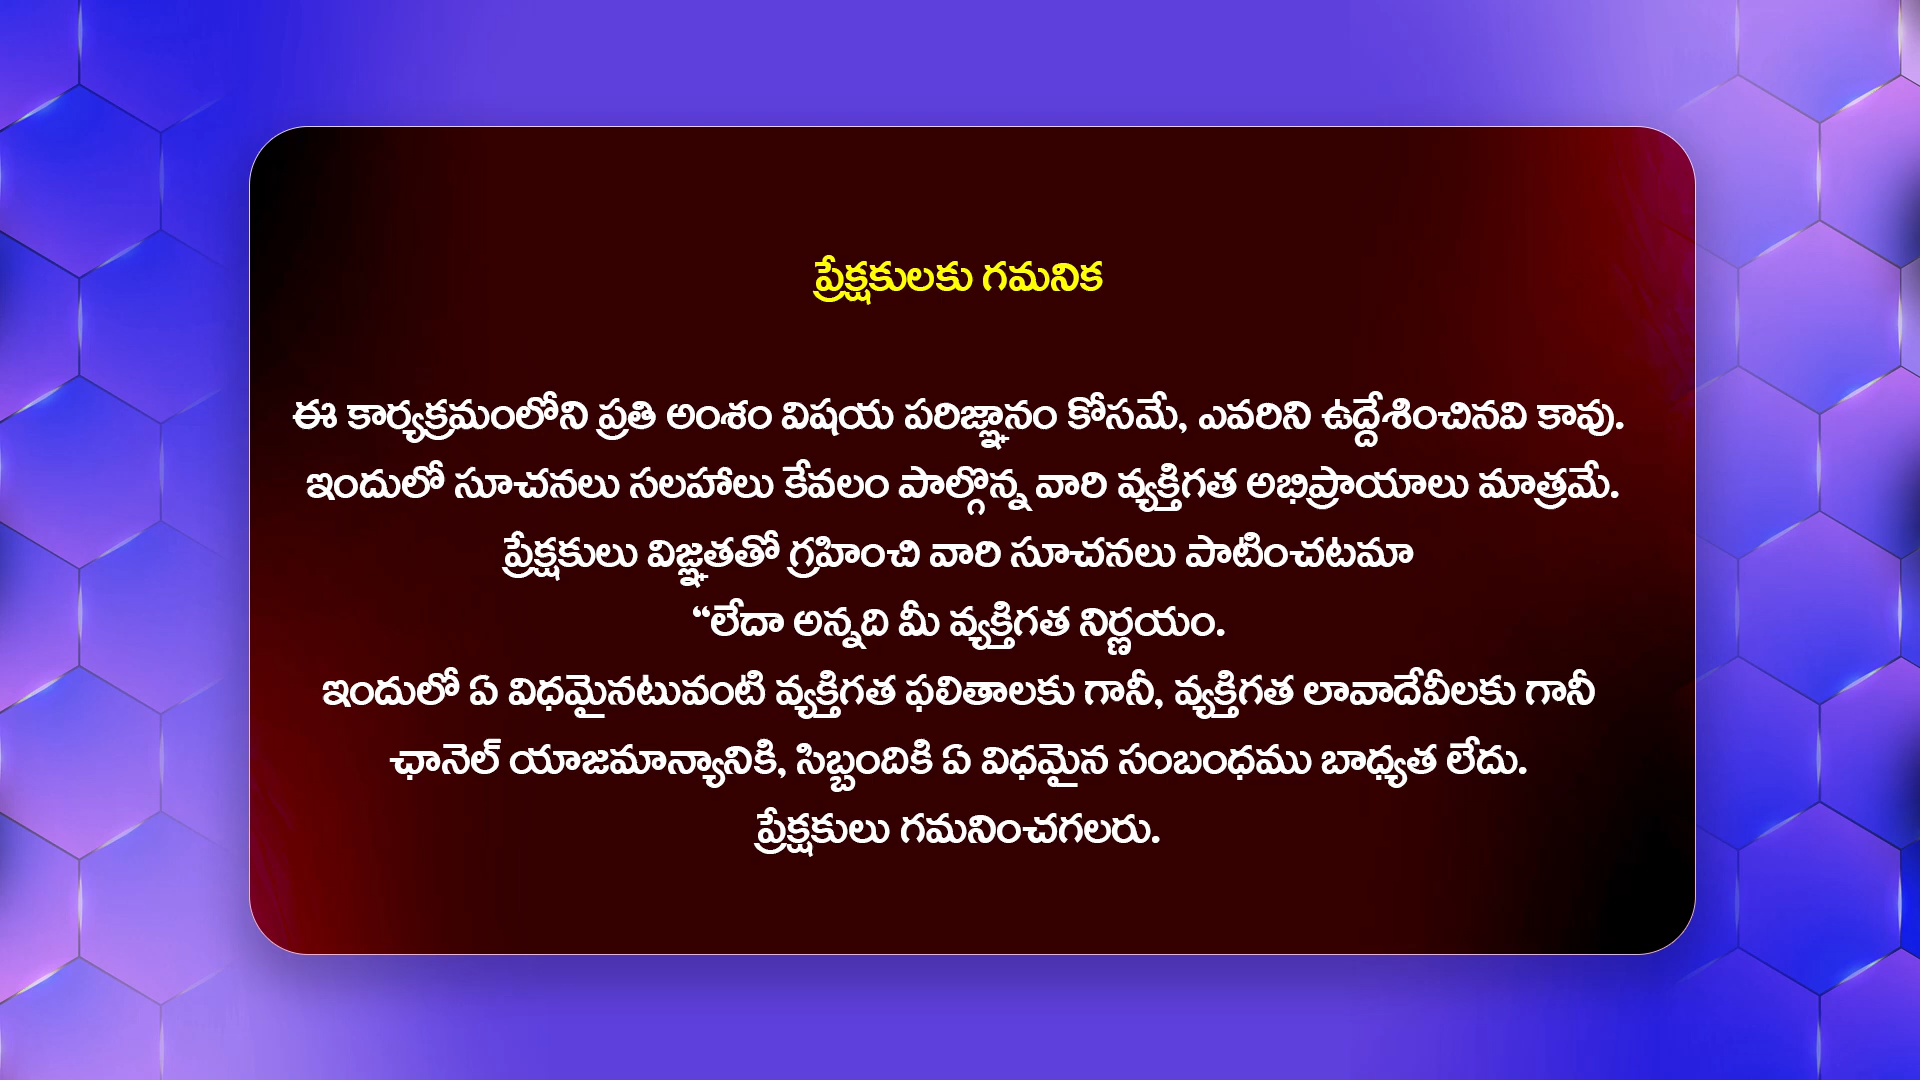 ప్రేక్షకులకు గమనిక
ఈ కార్యక్రమంలోని ప్రతి అంశం విషయ పరిజ్ఞానం కోసమే, ఎవరిని ఉద్దేశించినవి కావు.
ఇందులో సూచనలు సలహాలు కేవలం పాల్గొన్న వారి వ్యక్తిగత అభిప్రాయాలు మాత్రమే.
ప్రేక్షకులు విజ్ఞతతో గ్రహించి వారి సూచనలు పాటించటమా
“లేదా అన్నది మీ వ్యక్తిగత నిర్ణయం.
ఇందులో ఏ విధమైనటువంటి వ్యక్తిగత ఫలితాలకు గానీ, వ్యక్తిగత లావాదేవీలకు గానీ
ఛానెల్ యాజమాన్యానికి, సిబ్బందికి ఏ విధమైన సంబంధము బాధ్యత లేదు.
ప్రేక్షకులు గమనించగలరు.